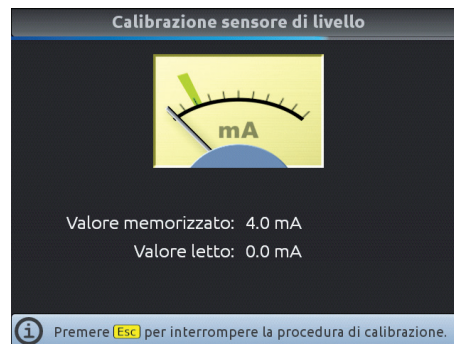 Calibrazione sensore di livello
mA
Valore memorizzato: 4.0 mA
Valore letto: 0.0 mA
i Premere Esc per interrompere la procedura di calibrazione.